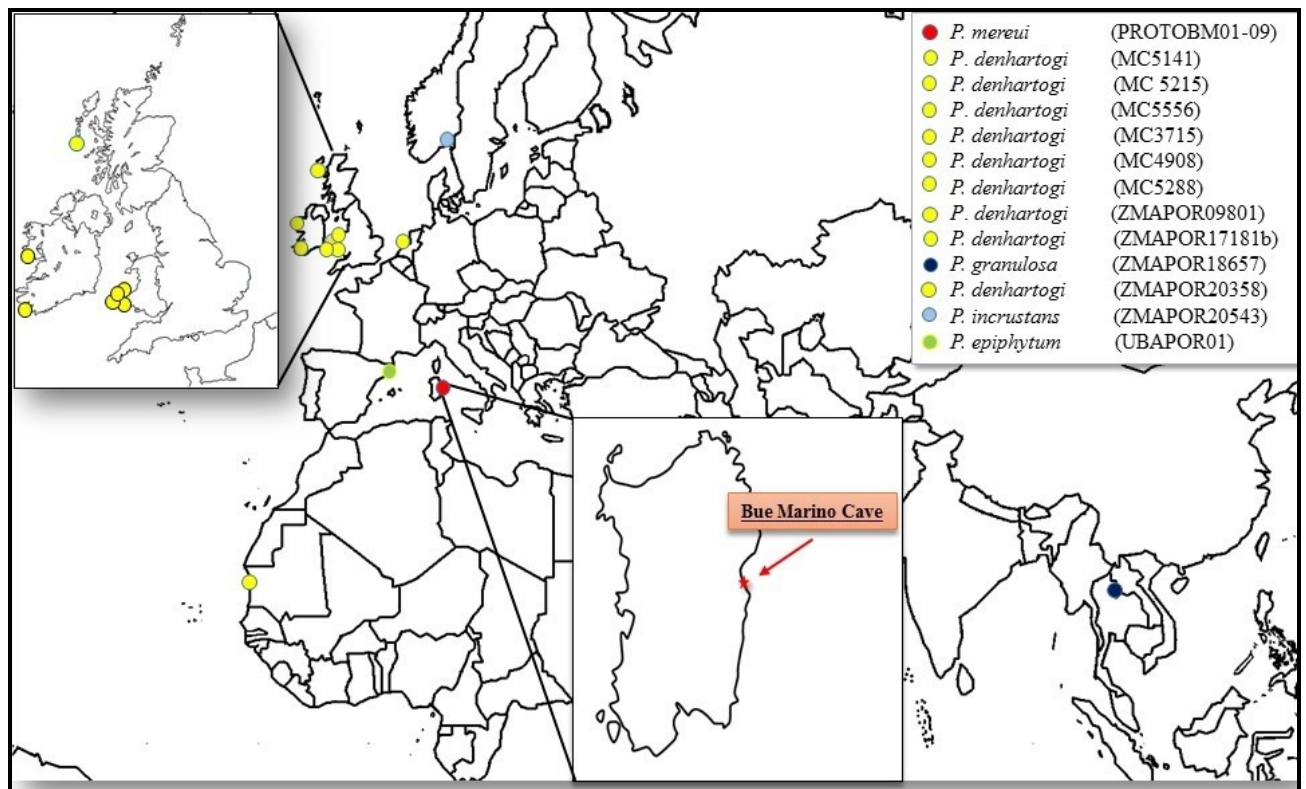 P. mereui (PROTOBM01-09)
P. denhartogi (MC5141)
P. denhartogi (MC 5215)
P. denhartogi (MC5556)
P. denhartogi (MC3715)
P. denhartogi (MC4908)
P. denhartogi (MC5288)
P. denhartogi (ZMAPOR09801)
P. denhartogi (ZMAPOR17181b)
P. granulosa (ZMAPOR18657)
P. denhartogi (ZMAPOR20358)
P. incrustans (ZMAPOR20543)
P. epiphytum (UBAPOR01)
Bue Marino Cave